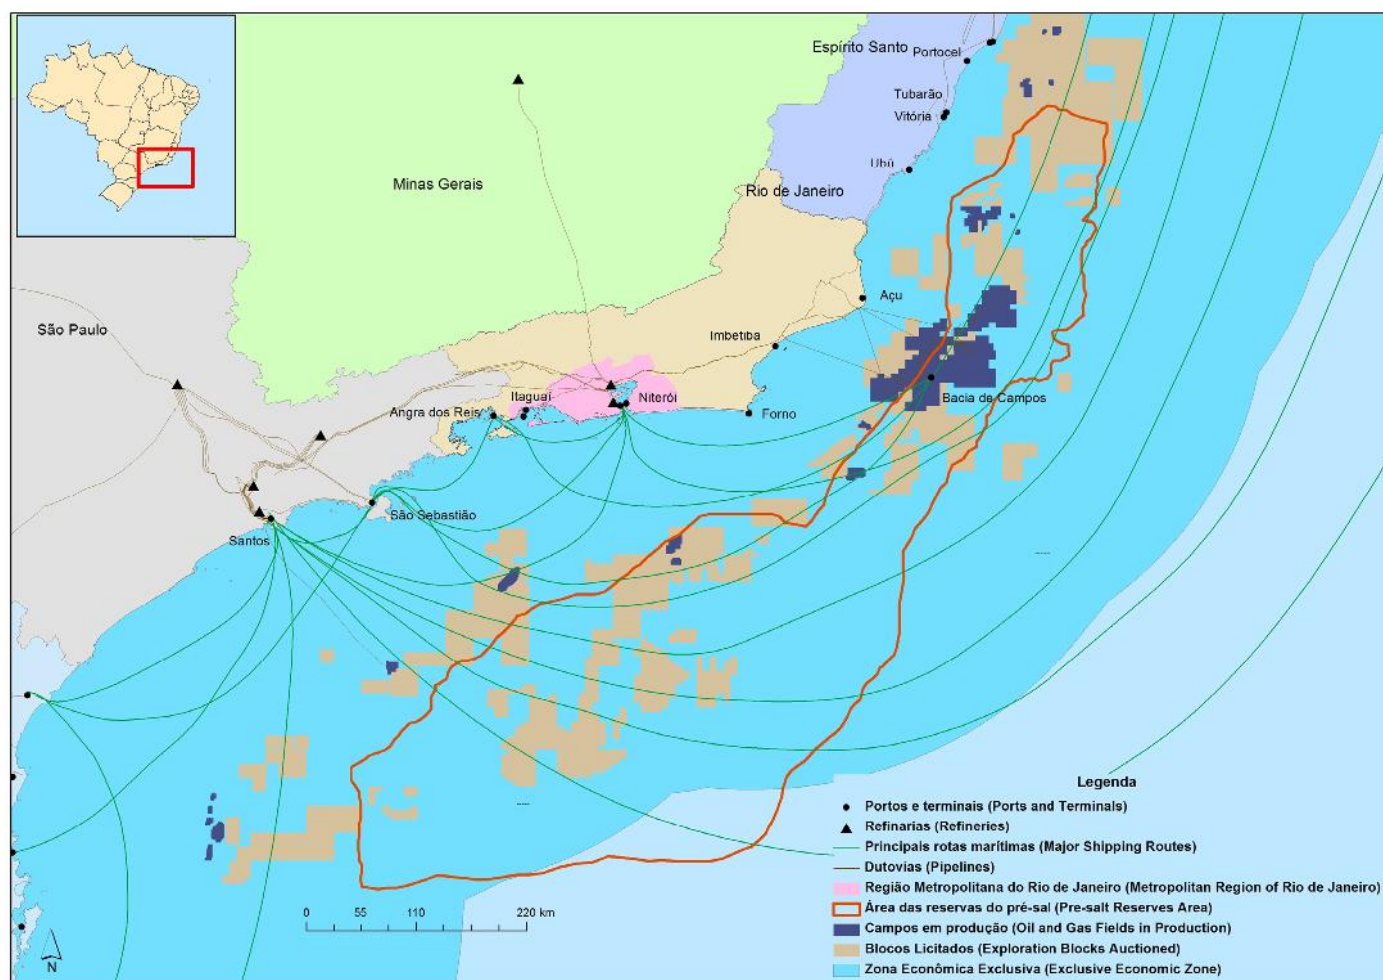 Espírito Santo
Portocel
Tubarão
Vitória
Ubú
Minas Gerais
Rio de Janeiro
Açu
São Paulo
Imbetiba
Itaguaí
Niterói
Angra dos Reis
Forno
Bacia de Campos
São Sebastião
Santos
Legenda
Portos e terminais (Ports and Terminals)
Refinarias (Refineries)
Principais rotas marítimas (Major Shipping Routes)
Dutovias (Pipelines)
Região Metropolitana do Rio de Janeiro (Metropolitan Region of Rio de Janeiro)
Área das reservas do pré-sal (Pre-salt Reserves Area)
Campos em produção (Oil and Gas Fields in Production)
Blocos Licitados (Exploration Blocks Auctioned)
Zona Econômica Exclusiva (Exclusive Economic Zone)
0 55 110 220 km
N